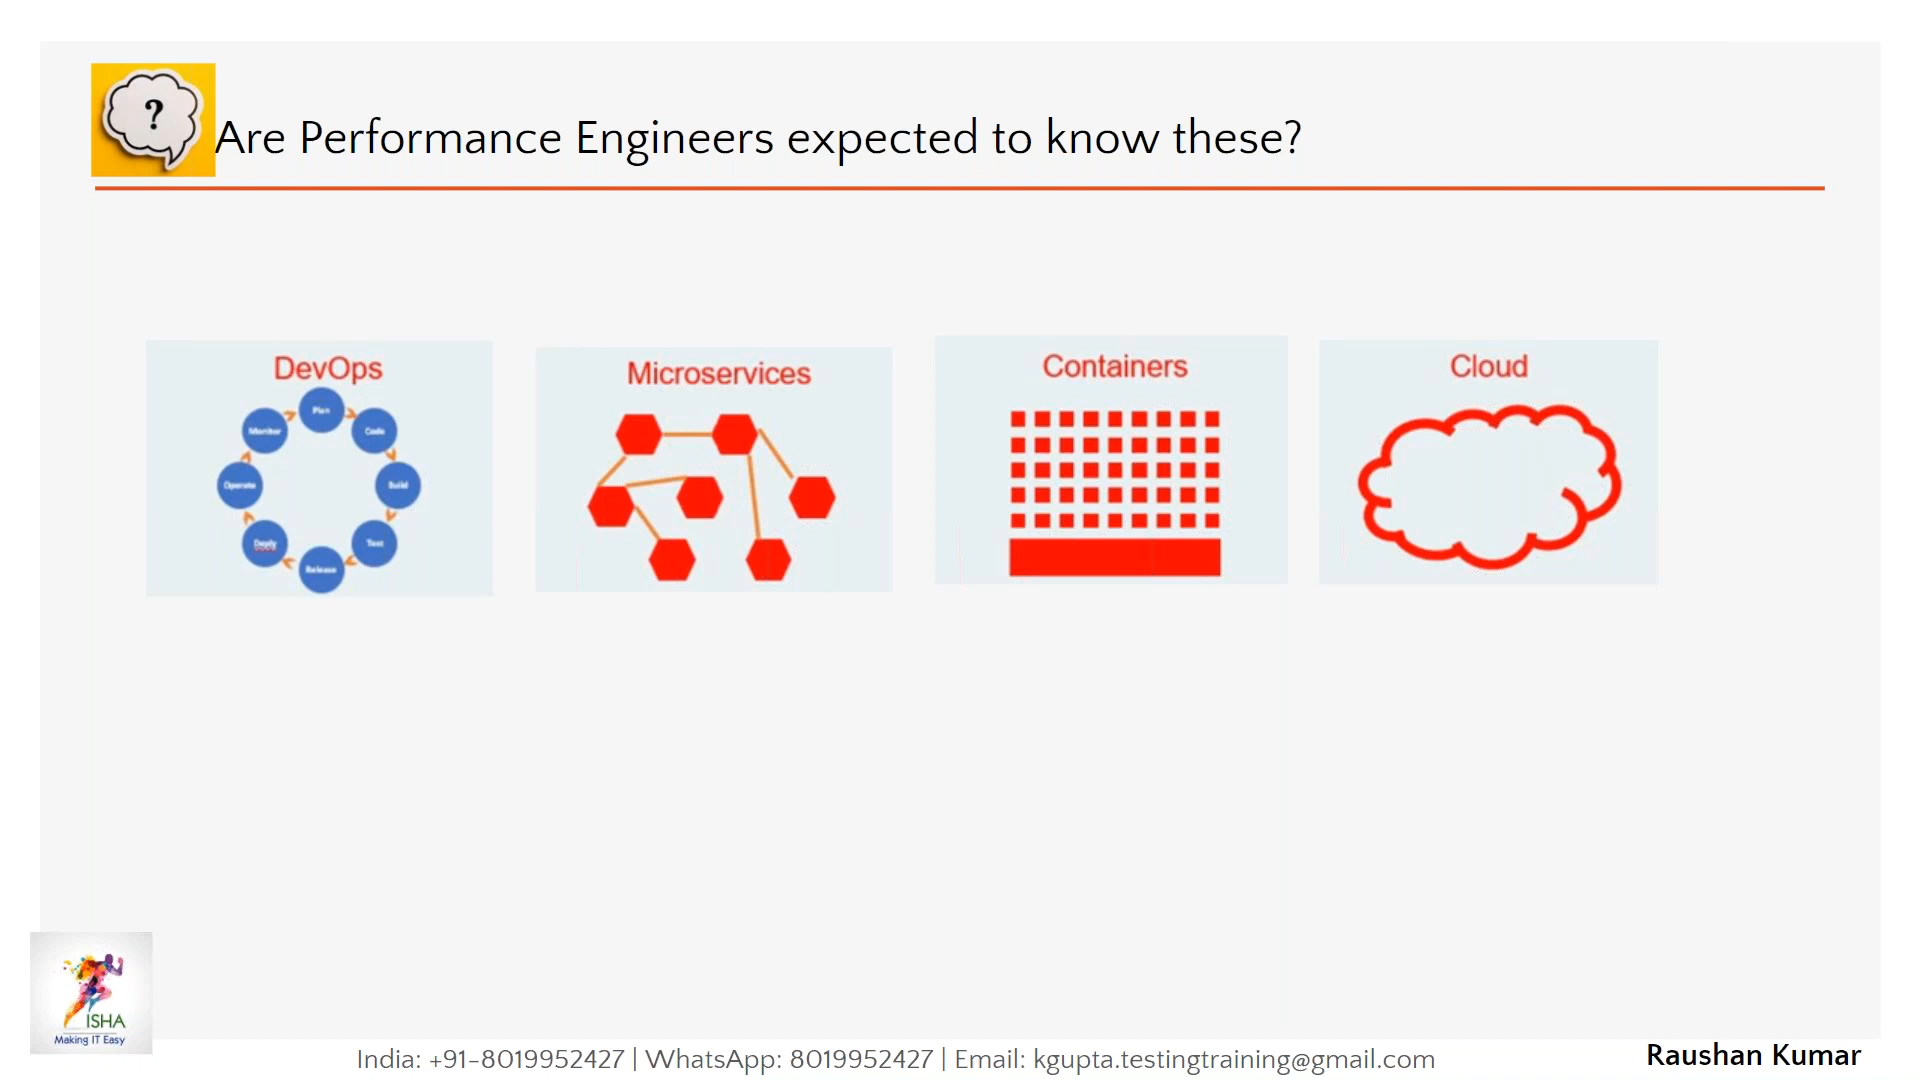 ?
Are Performance Engineers expected to know these?
DevOps
Plan
Code
Build
Test
Release
Deply
Operate
Monitor
Microservices
Containers
Cloud
ISHA
Making IT Easy
India: +91-8019952427 | WhatsApp: 8019952427 | Email: kgupta.testingtraining@gmail.com
Raushan Kumar